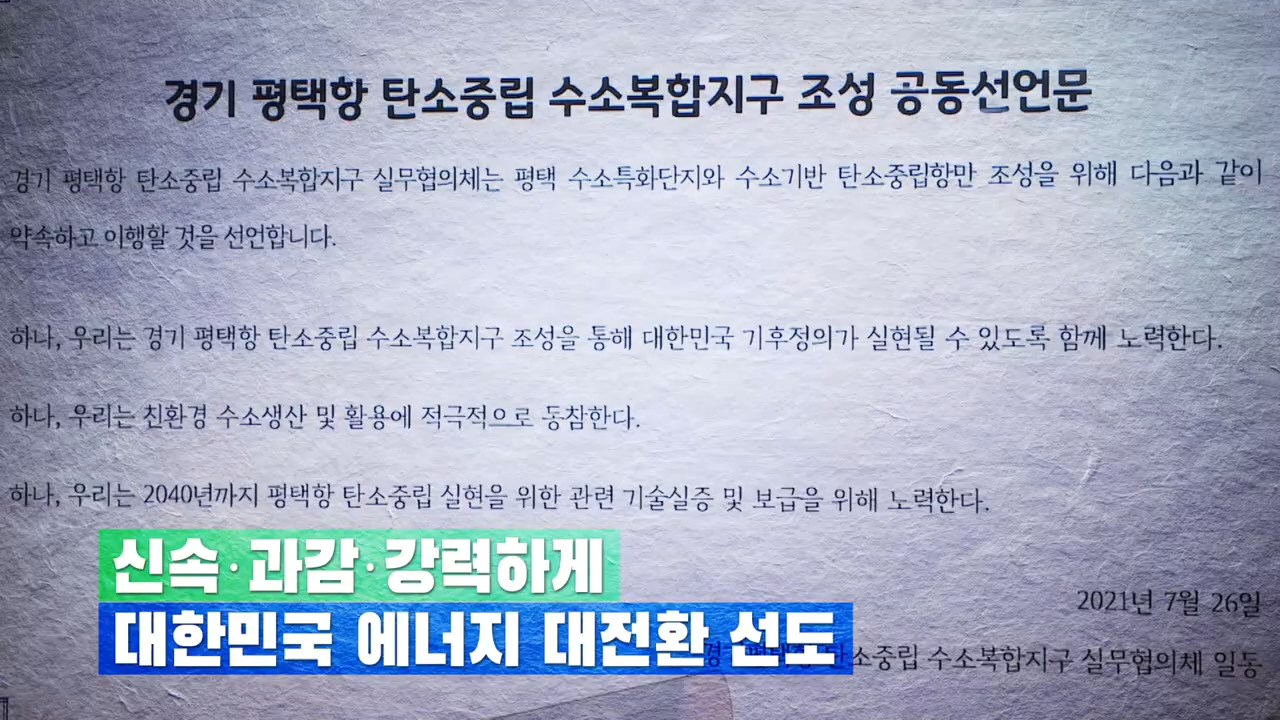 경기 평택항 탄소중립 수소복합지구 조성 공동선언문
경기 평택항 탄소중립 수소복합지구 실무협의체는 평택 수소특화단지와 수소기반 탄소중립항만 조성을 위해 다음과 같이
약속하고 이행할 것을 선언합니다.
하나, 우리는 경기 평택항 탄소중립 수소복합지구 조성을 통해 대한민국 기후정의가 실현될 수 있도록 함께 노력한다.
하나, 우리는 친환경 수소생산 및 활용에 적극적으로 동참한다.
하나, 우리는 2040년까지 평택항 탄소중립 실현을 위한 관련 기술실증 및 보급을 위해 노력한다.
신속·과감·강력하게
대한민국 에너지 대전환 선도
2021년 7월 26일
수소복합지구 실무협의체 일동